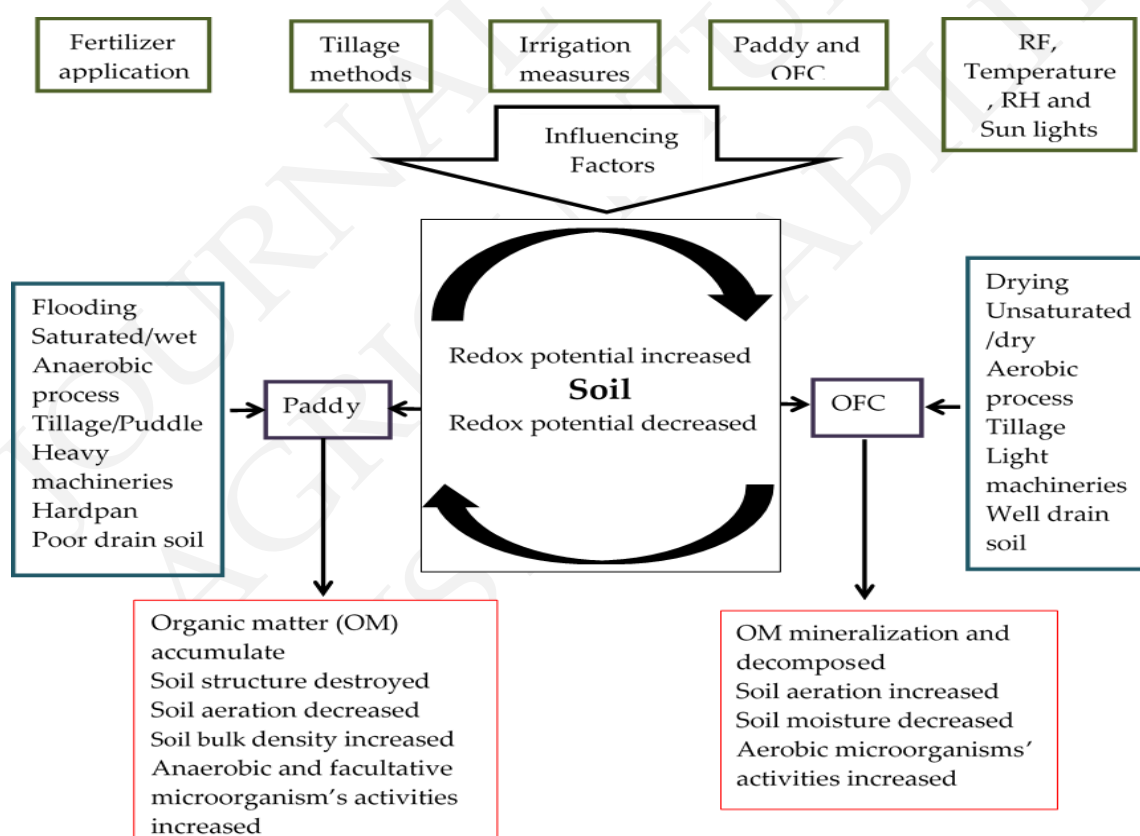 Fertilizer
application
Tillage
methods
Irrigation
measures
Paddy and
OFC
RF,
Temperature
, RH and
Sun lights
Influencing
Factors
Flooding
Saturated/wet
Anaerobic
process
Tillage/Puddle
Heavy
machineries
Hardpan
Poor drain soil
Paddy
Redox potential increased
Soil
Redox potential decreased
OFC
Drying
Unsaturated
/dry
Aerobic
process
Tillage
Light
machineries
Well drain
soil
Organic matter (OM)
accumulate
Soil structure destroyed
Soil aeration decreased
Soil bulk density increased
Anaerobic and facultative
microorganism's activities
increased
OM mineralization and
decomposed
Soil aeration increased
Soil moisture decreased
Aerobic microorganisms'
activities increased
JOURNAL